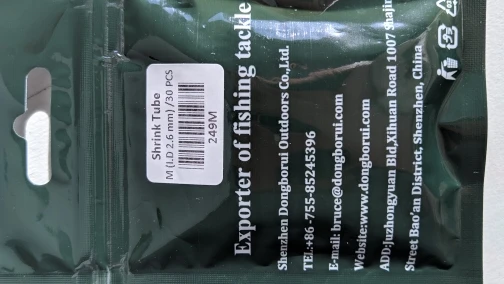 Shrink Tube
M (I.D 2.6 mm) /30 PCS
249M
Exporter of fishing tackle
Shenzhen Dongborui Outdoors Co.,Ltd.
TEL:+86 -755-85245396
E-mail: bruce@dongborui.com
Website:www.dongborui.com
ADD:Juzhongyuan Bld,Xihuan Road 1007 Shajin
Street Bao'an District, Shenzhen, China